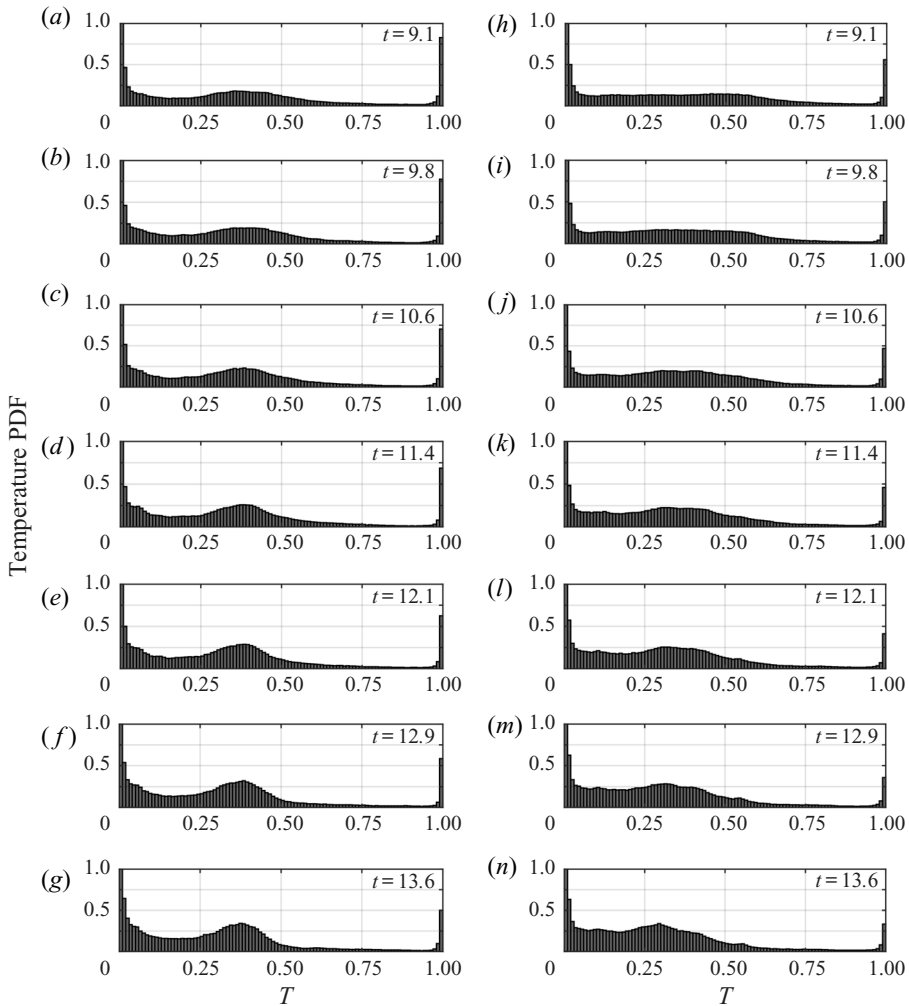 (a) 1.0 0.5 t = 9.1
0 0.25 0.50 0.75 1.00
(h) 1.0 0.5 t = 9.1
0 0.25 0.50 0.75 1.00
(b) 1.0 0.5 t = 9.8
0 0.25 0.50 0.75 1.00
(i) 1.0 0.5 t = 9.8
0 0.25 0.50 0.75 1.00
(c) 1.0 0.5 t = 10.6
0 0.25 0.50 0.75 1.00
(j) 1.0 0.5 t = 10.6
0 0.25 0.50 0.75 1.00
Temperature PDF
(d) 1.0 0.5 t = 11.4
0 0.25 0.50 0.75 1.00
(k) 1.0 0.5 t = 11.4
0 0.25 0.50 0.75 1.00
(e) 1.0 0.5 t = 12.1
0 0.25 0.50 0.75 1.00
(l) 1.0 0.5 t = 12.1
0 0.25 0.50 0.75 1.00
(f) 1.0 0.5 t = 12.9
0 0.25 0.50 0.75 1.00
(m) 1.0 0.5 t = 12.9
0 0.25 0.50 0.75 1.00
(g) 1.0 0.5 t = 13.6
0 0.25 0.50 0.75 1.00
T
(n) 1.0 0.5 t = 13.6
0 0.25 0.50 0.75 1.00
T